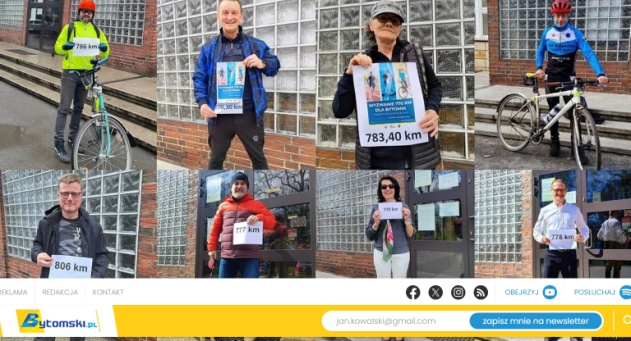 786 km
770,30 km
WYZWANIE 770 KM
DLA BYTOMIA
783,40 km
806 km
777 km
770 km
778 km
REKLAMA
REDAKCJA
KONTAKT
OBEJRZYJ
POSŁUCHAJ
Bytomski.pl
jan.kowalski@gmail.com
zapisz mnie na newsletter